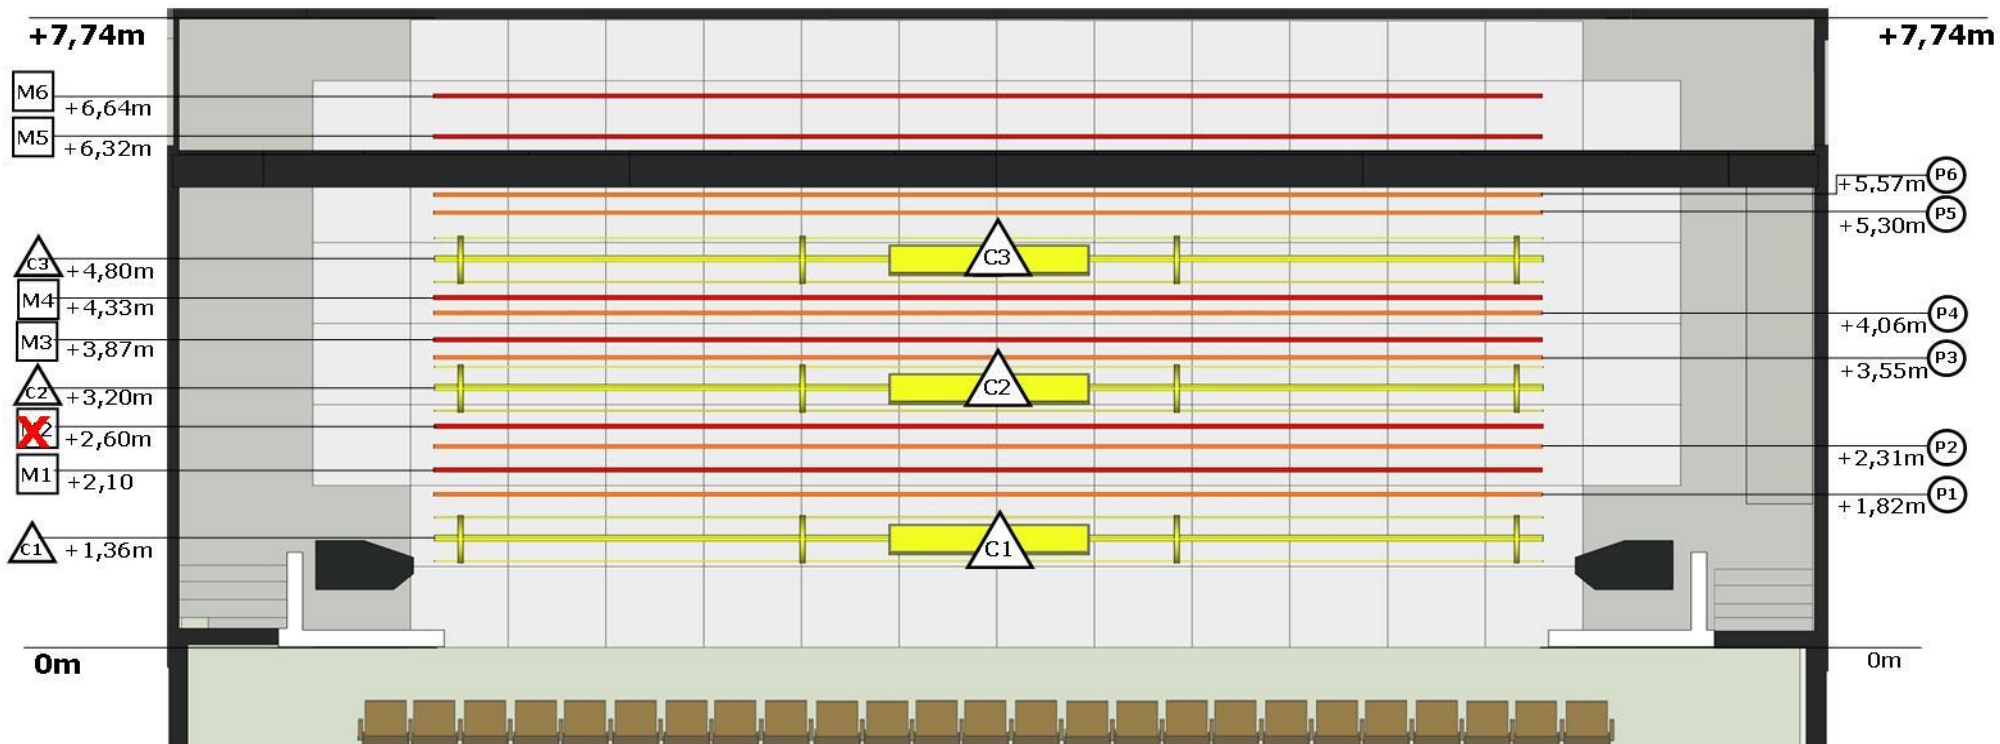 +7,74m
+7,74m
M6
+6,64m
M5
+6,32m
P6
+5,57m
P5
+5,30m
C3
+4,80m
C3
M4
+4,33m
P4
+4,06m
M3
+3,87m
P3
+3,55m
C2
+3,20m
C2
+2,60m
P2
+2,31m
M1
+2,10
P1
+1,82m
C1
+1,36m
C1
0m
0m